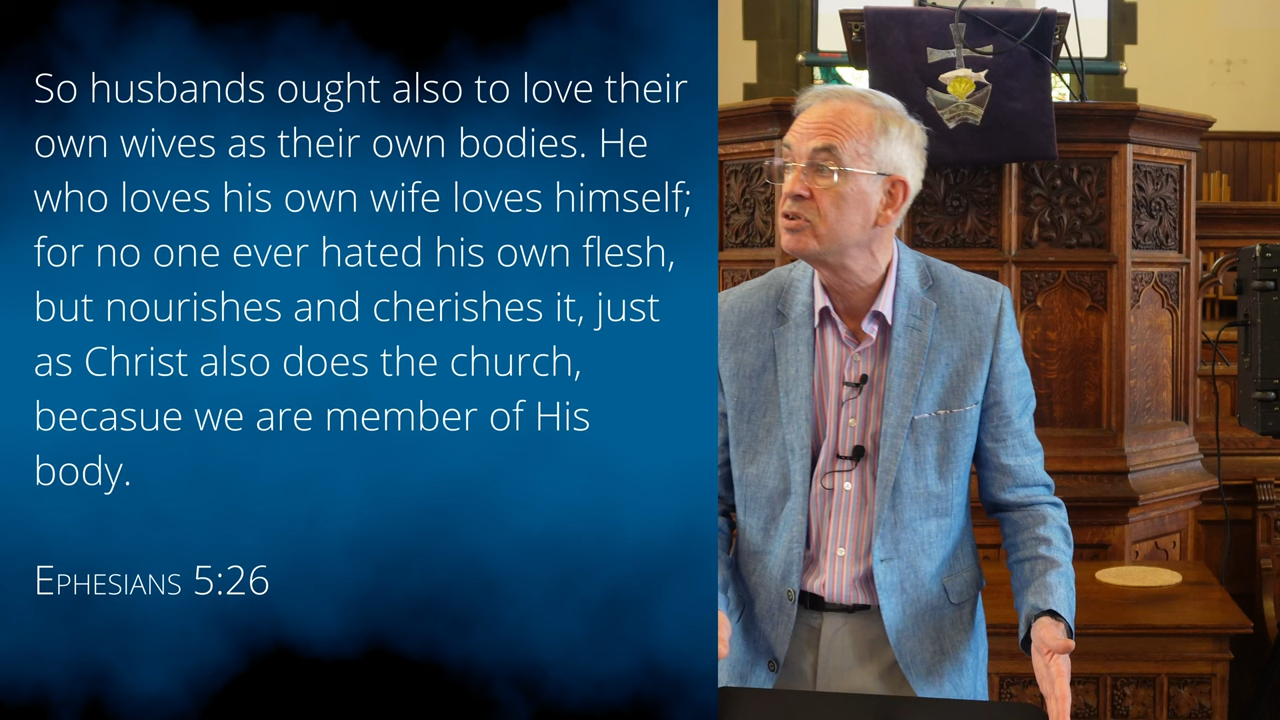 So husbands ought also to love their
own wives as their own bodies. He
who loves his own wife loves himself;
for no one ever hated his own flesh,
but nourishes and cherishes it, just
as Christ also does the church,
becasue we are member of His
body.
Ephesians 5:26